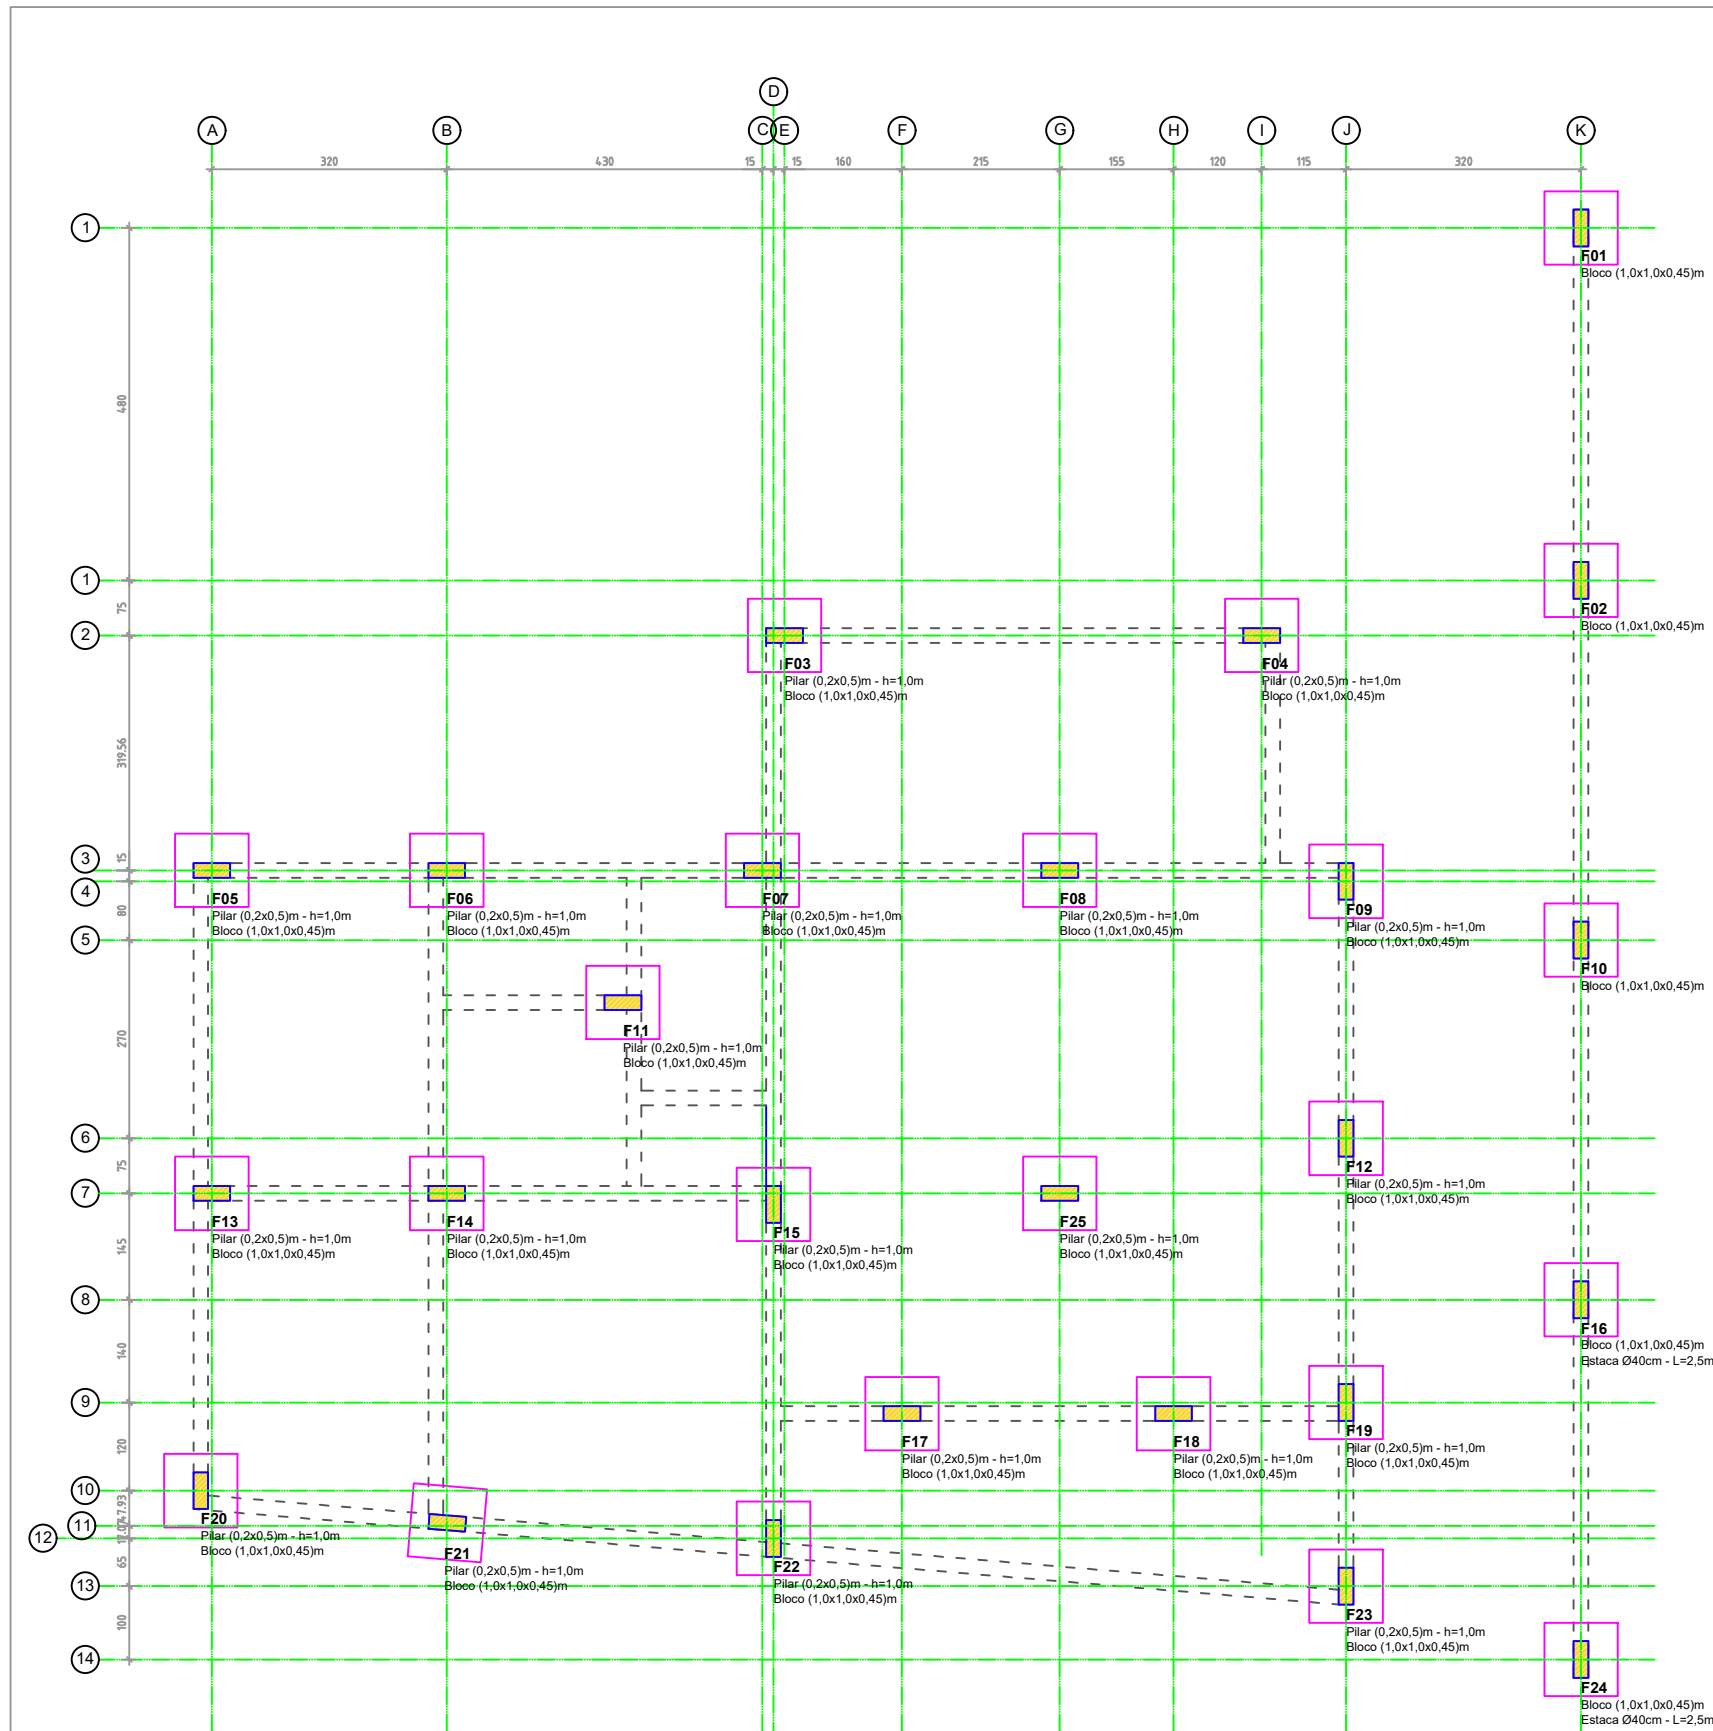 D
A B C E F G H I J K
320 430 15 15 160 215 155 120 115 320
1
F01
Bloco (1,0x1,0x0,45)m
480
1
F02
Bloco (1,0x1,0x0,45)m
75
2
F03
Pilar (0,2x0,5)m - h=1,0m
Bloco (1,0x1,0x0,45)m
F04
Pilar (0,2x0,5)m - h=1,0m
Bloco (1,0x1,0x0,45)m
319.56
3
15
4
F05
Pilar (0,2x0,5)m - h=1,0m
Bloco (1,0x1,0x0,45)m
F06
Pilar (0,2x0,5)m - h=1,0m
Bloco (1,0x1,0x0,45)m
F07
Pilar (0,2x0,5)m - h=1,0m
Bloco (1,0x1,0x0,45)m
F08
Pilar (0,2x0,5)m - h=1,0m
Bloco (1,0x1,0x0,45)m
F09
Pilar (0,2x0,5)m - h=1,0m
Bloco (1,0x1,0x0,45)m
80
5
F10
Bloco (1,0x1,0x0,45)m
270
F11
Pilar (0,2x0,5)m - h=1,0m
Bloco (1,0x1,0x0,45)m
6
F12
Pilar (0,2x0,5)m - h=1,0m
Bloco (1,0x1,0x0,45)m
75
7
F13
Pilar (0,2x0,5)m - h=1,0m
Bloco (1,0x1,0x0,45)m
F14
Pilar (0,2x0,5)m - h=1,0m
Bloco (1,0x1,0x0,45)m
F15
Pilar (0,2x0,5)m - h=1,0m
Bloco (1,0x1,0x0,45)m
F25
Pilar (0,2x0,5)m - h=1,0m
Bloco (1,0x1,0x0,45)m
145
8
F16
Bloco (1,0x1,0x0,45)m
Estaca Ø40cm - L=2,5m
140
9
F17
Pilar (0,2x0,5)m - h=1,0m
Bloco (1,0x1,0x0,45)m
F18
Pilar (0,2x0,5)m - h=1,0m
Bloco (1,0x1,0x0,45)m
F19
Pilar (0,2x0,5)m - h=1,0m
Bloco (1,0x1,0x0,45)m
120
10
F20
Pilar (0,2x0,5)m - h=1,0m
Bloco (1,0x1,0x0,45)m
47.93
11
17.07
12
F21
Pilar (0,2x0,5)m - h=1,0m
Bloco (1,0x1,0x0,45)m
F22
Pilar (0,2x0,5)m - h=1,0m
Bloco (1,0x1,0x0,45)m
65
13
F23
Pilar (0,2x0,5)m - h=1,0m
Bloco (1,0x1,0x0,45)m
100
14
F24
Bloco (1,0x1,0x0,45)m
Estaca Ø40cm - L=2,5m